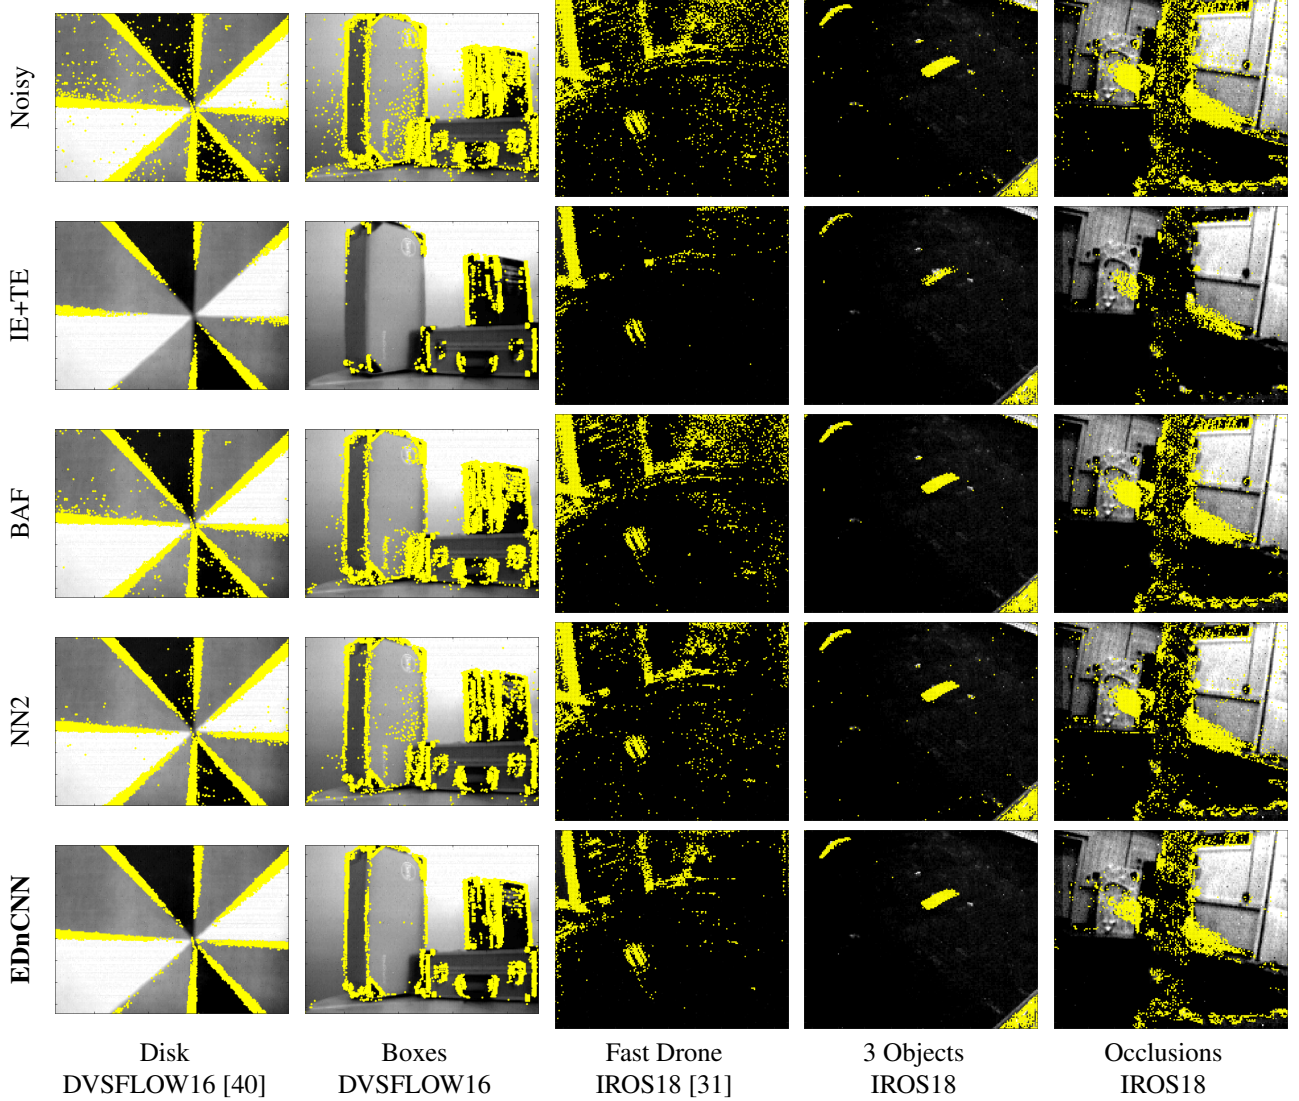 Noisy
IE+TE
BAF
NN2
EDnCNN
Disk
DVSFLOW16 [40]
Boxes
DVSFLOW16
Fast Drone
IROS18 [31]
3 Objects
IROS18
Occlusions
IROS18